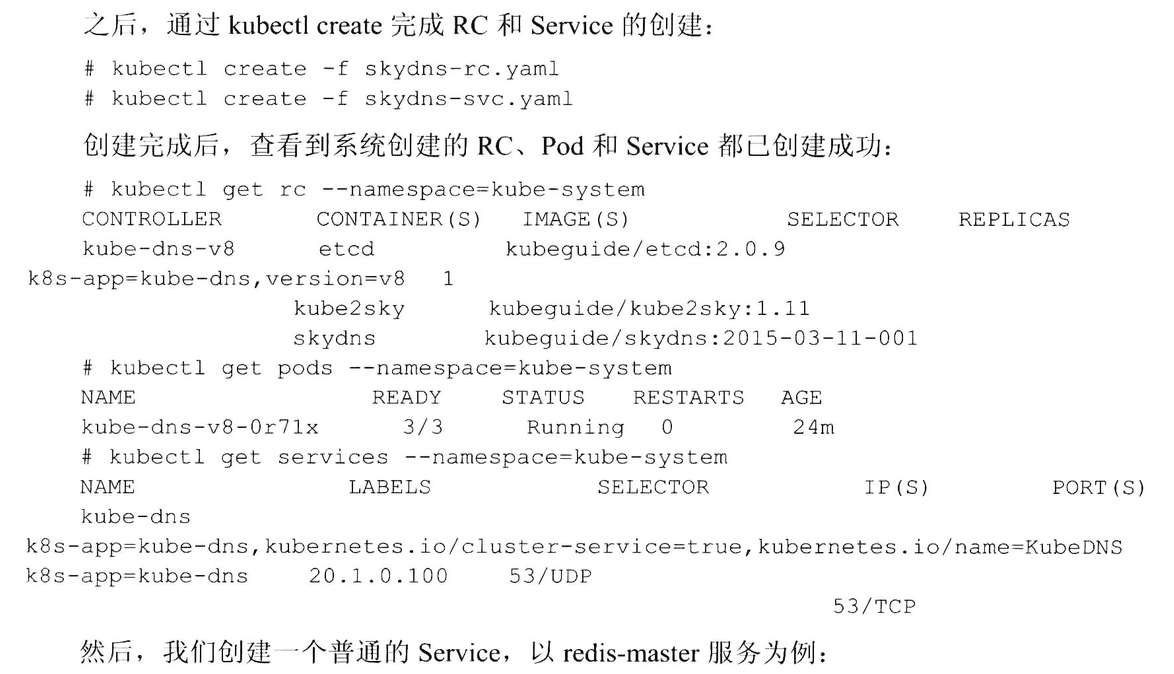 之后，通过 kubectl create 完成 RC 和 Service 的创建：
# kubectl create -f skydns-rc.yaml
# kubectl create -f skydns-svc.yaml
创建完成后，查看到系统创建的 RC、Pod 和 Service 都已创建成功：
# kubectl get rc --namespace=kube-system
CONTROLLER CONTAINER(S) IMAGE(S) SELECTOR REPLICAS
kube-dns-v8 etcd kubeguide/etcd:2.0.9
k8s-app=kube-dns,version=v8 1
kube2sky kubeguide/kube2sky:1.11
skydns kubeguide/skydns:2015-03-11-001
# kubectl get pods --namespace=kube-system
NAME READY STATUS RESTARTS AGE
kube-dns-v8-0r71x 3/3 Running 0 24m
# kubectl get services --namespace=kube-system
NAME LABELS SELECTOR IP(S) PORT(S)
kube-dns
k8s-app=kube-dns,kubernetes.io/cluster-service=true,kubernetes.io/name=KubeDNS
k8s-app=kube-dns 20.1.0.100 53/UDP
53/TCP
然后，我们创建一个普通的 Service，以 redis-master 服务为例：